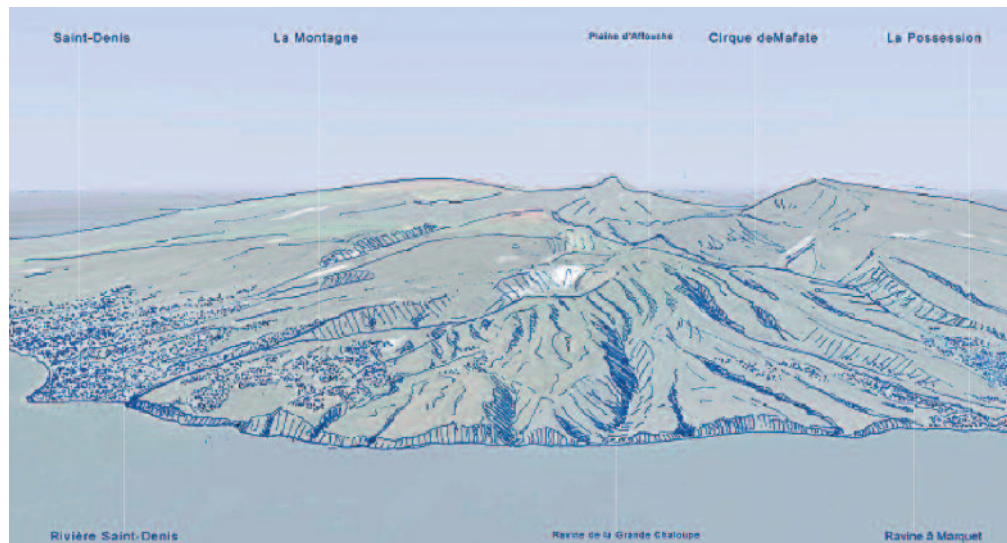 Saint-Denis
La Montagne
Plaine d'Affouche
Cirque deMafate
La Possession
Rivière Saint-Denis
Ravine de la Grande Chaloupe
Ravine à Marquet